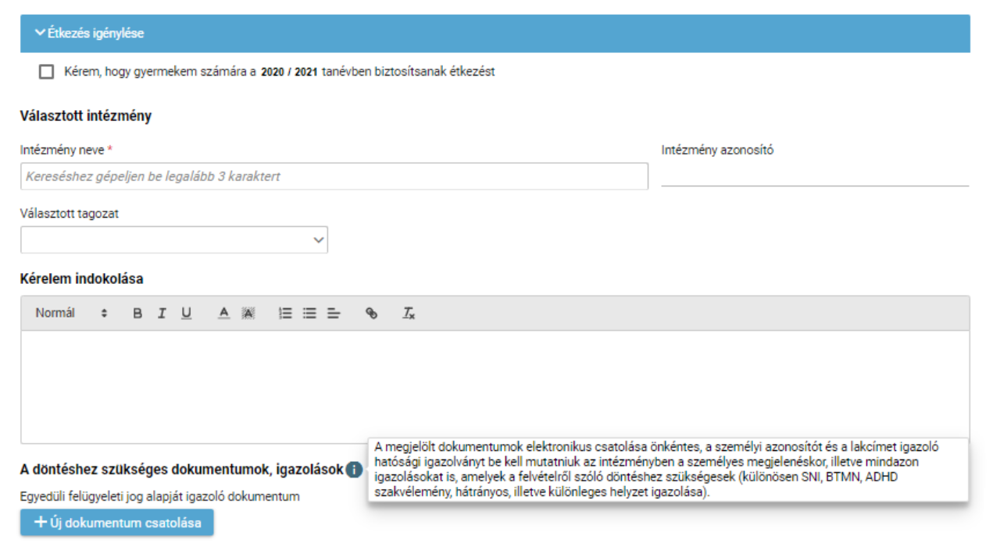 Étkezés igénylése
Kérem, hogy gyermekem számára a 2020 / 2021 tanévben biztosítsanak étkezést
Választott intézmény
Intézmény neve *
Intézmény azonosító
Kereséshez gépeljen be legalább 3 karaktert
Választott tagozat
Kérelem indokolása
Normál
A megjelölt dokumentumok elektronikus csatolása önkéntes, a személyi azonosítót és a lakcímet igazoló
hatósági igazolványt be kell mutatniuk az intézményben a személyes megjelenéskor, illetve mindazon
igazolásokat is, amelyek a felvételről szóló döntéshez szükségesek (különösen SNI, BTMN, ADHD
szakvélemény, hátrányos, illetve különleges helyzet igazolása).
A döntéshez szükséges dokumentumok, igazolások
Egyedüli felügyeleti jog alapját igazoló dokumentum
+ Új dokumentum csatolása